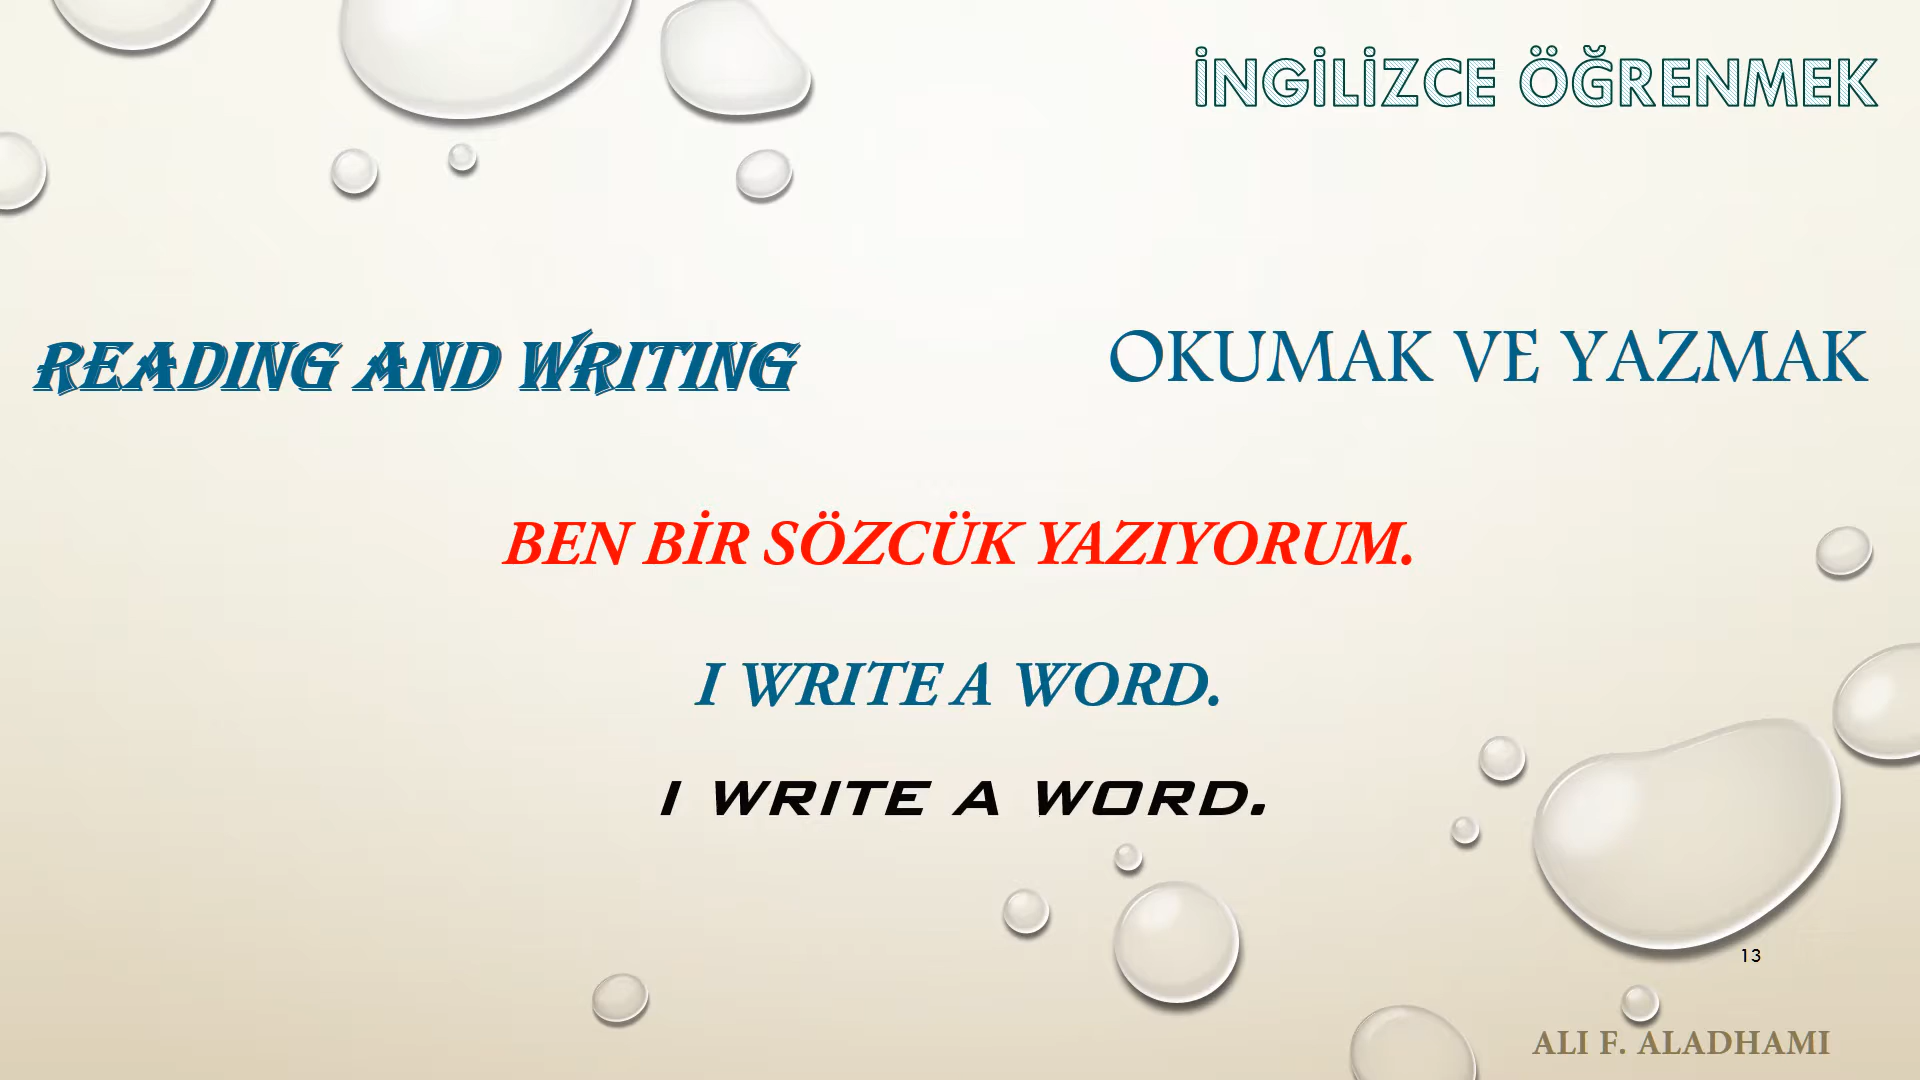 İNGİLİZCE ÖĞRENMEK
READING AND WRITING
OKUMAK VE YAZMAK
BEN BİR SÖZCÜK YAZIYORUM.
I WRITE A WORD.
I WRITE A WORD.
13
ALI F. ALADHAMI